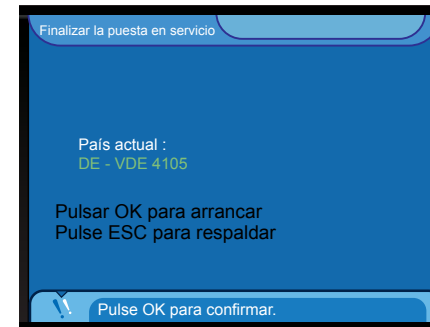 Finalizar la puesta en servicio
País actual :
DE - VDE 4105
Pulsar OK para arrancar
Pulse ESC para respaldar
Pulse OK para confirmar.